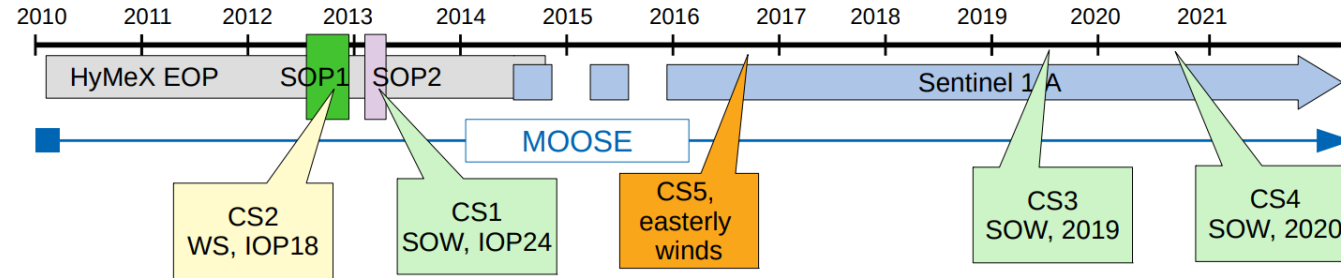 2010 2011 2012 2013 2014 2015 2016 2017 2018 2019 2020 2021
HyMeX EOP SOP1 SOP2 Sentinel 1 A
MOOSE
CS2
WS, IOP18
CS1
SOW, IOP24
CS5,
easterly
winds
CS3
SOW, 2019
CS4
SOW, 2020